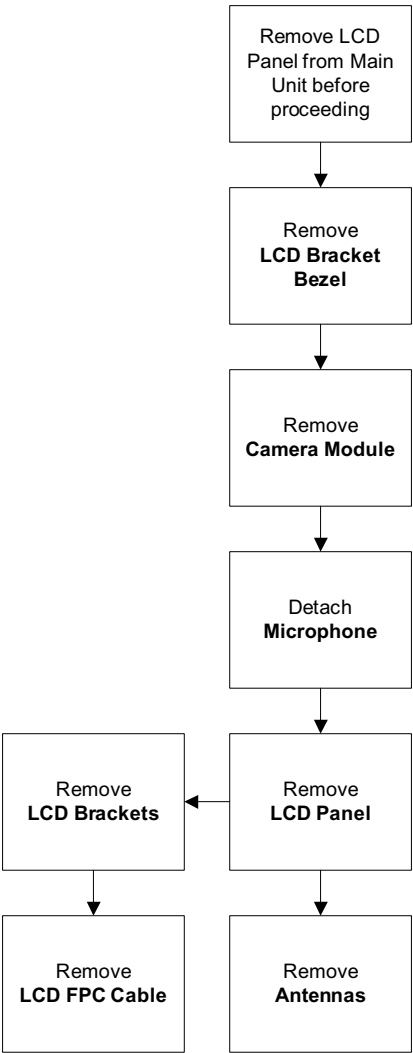 Remove LCD
Panel from Main
Unit before
proceeding
Remove
LCD Bracket
Bezel
Remove
Camera Module
Detach
Microphone
Remove
LCD Brackets
Remove
LCD Panel
Remove
LCD FPC Cable
Remove
Antennas